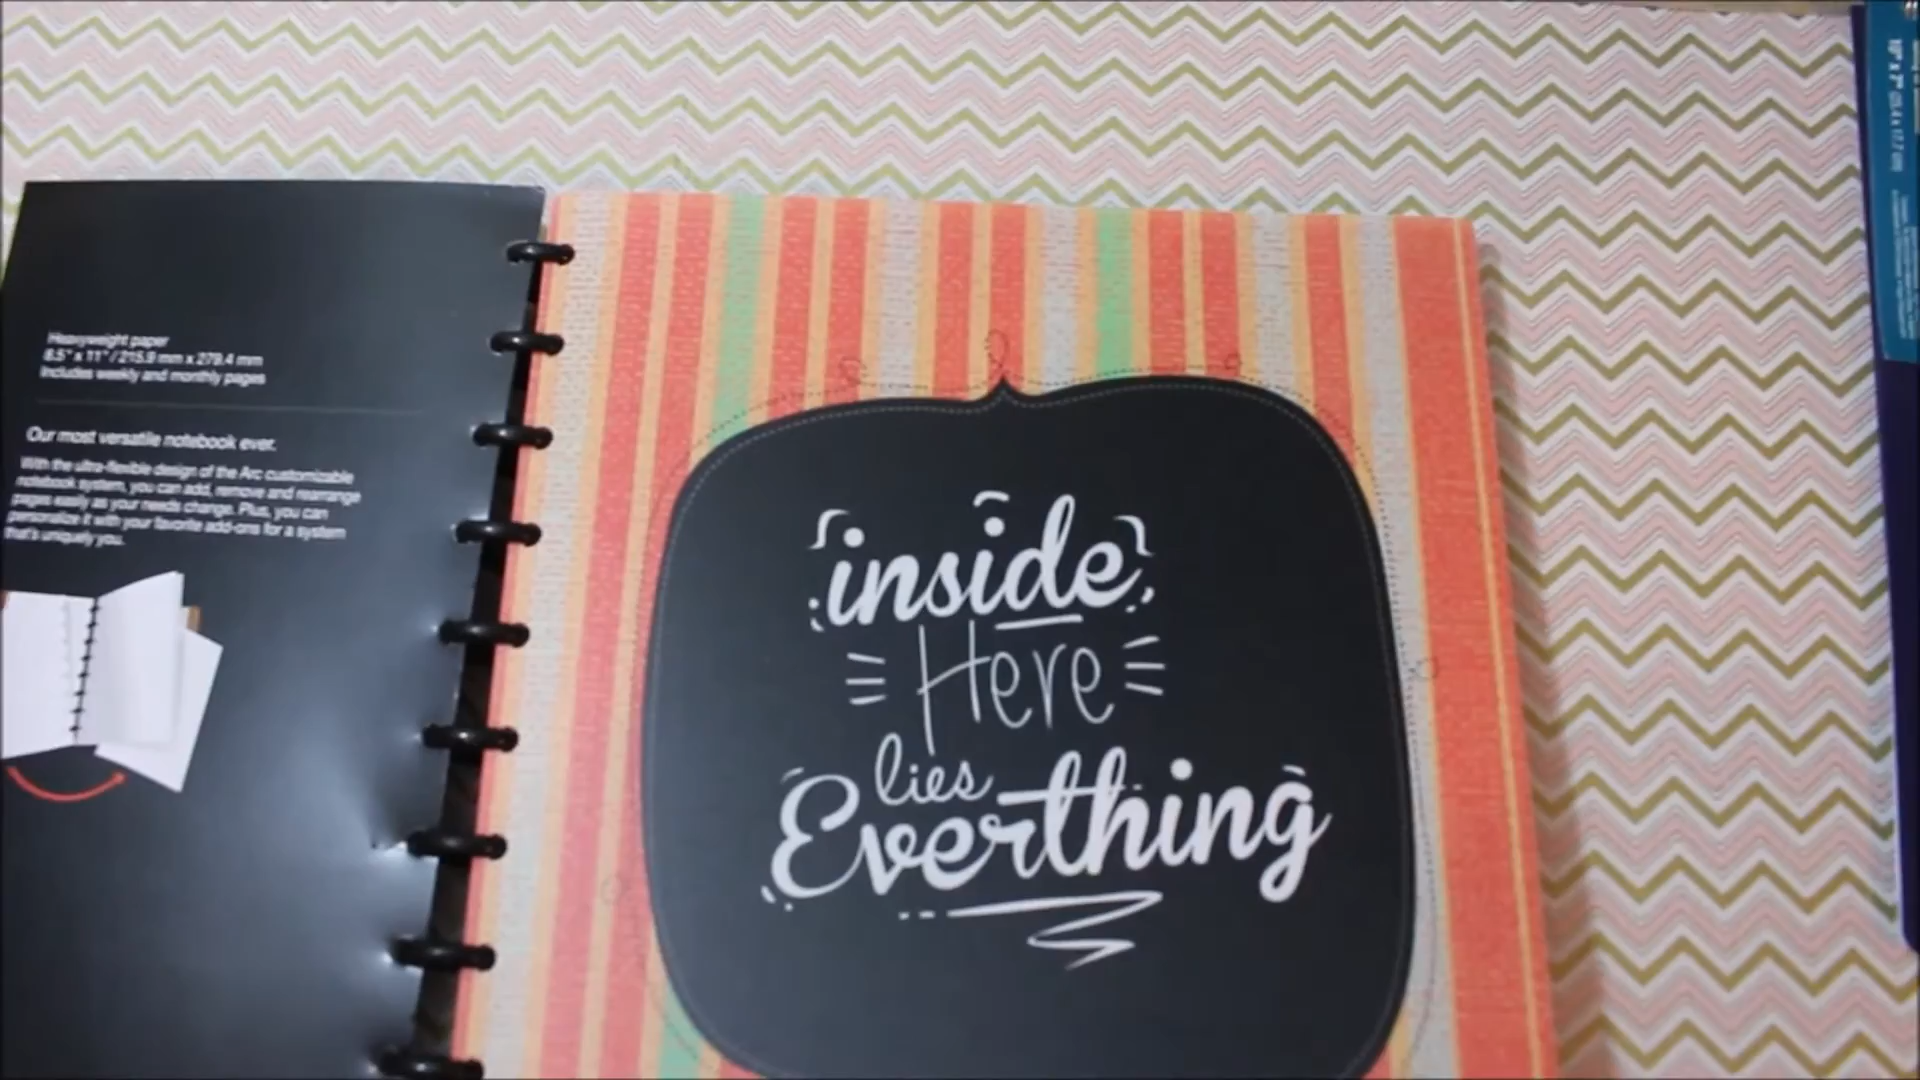 Heavyweight paper
8.5" x 11" / 215.9 mm x 279.4 mm
Includes weekly and monthly pages
Our most versatile notebook ever.
With the ultra-flexible design of the Arc customizable
notebook system, you can add, remove and rearrange
pages easily as your needs change. Plus, you can
personalize it with your favorite add-ons for a system
that's uniquely you.
inside
Here
lies
Everthing
10" x 7"